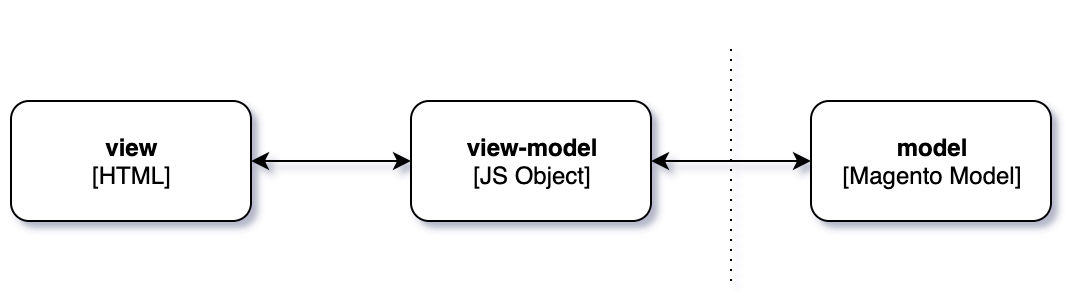 view
[HTML]
view-model
[JS Object]
model
[Magento Model]